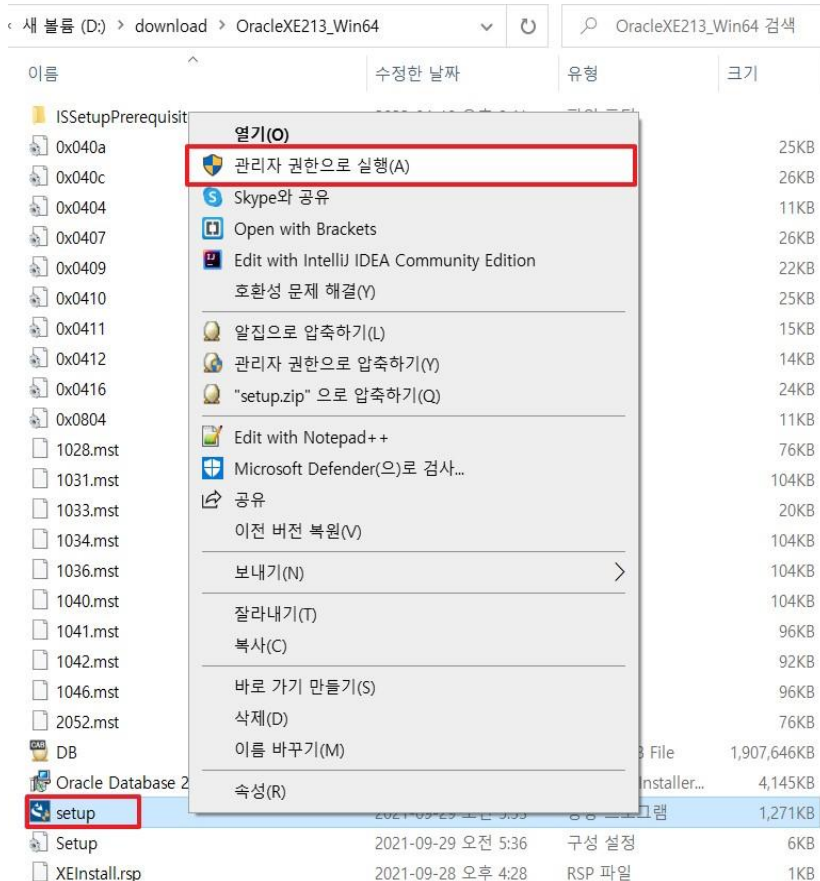 새 볼륨 (D:) > download > OracleXE213_Win64
OracleXE213_Win64 검색
이름 수정한 날짜 유형 크기
ISSetupPrerequisit
0x040a 25KB
0x040c 26KB
0x0404 11KB
0x0407 26KB
0x0409 22KB
0x0410 25KB
0x0411 15KB
0x0412 14KB
0x0416 24KB
0x0804 11KB
1028.mst 76KB
1031.mst 104KB
1033.mst 20KB
1034.mst 104KB
1036.mst 104KB
1040.mst 104KB
1041.mst 96KB
1042.mst 92KB
1046.mst 96KB
2052.mst 76KB
DB File 1,907,646KB
Oracle Database 2 Installer... 4,145KB
setup 1,271KB
Setup 2021-09-29 오전 5:36 구성 설정 6KB
XEInstall.rsp 2021-09-28 오후 4:28 RSP 파일 1KB
열기(O)
관리자 권한으로 실행(A)
Skype와 공유
Open with Brackets
Edit with IntelliJ IDEA Community Edition
호환성 문제 해결(Y)
알집으로 압축하기(L)
관리자 권한으로 압축하기(Y)
"setup.zip" 으로 압축하기(Q)
Edit with Notepad++
Microsoft Defender(으)로 검사...
공유
이전 버전 복원(V)
보내기(N)
잘라내기(T)
복사(C)
바로 가기 만들기(S)
삭제(D)
이름 바꾸기(M)
속성(R)